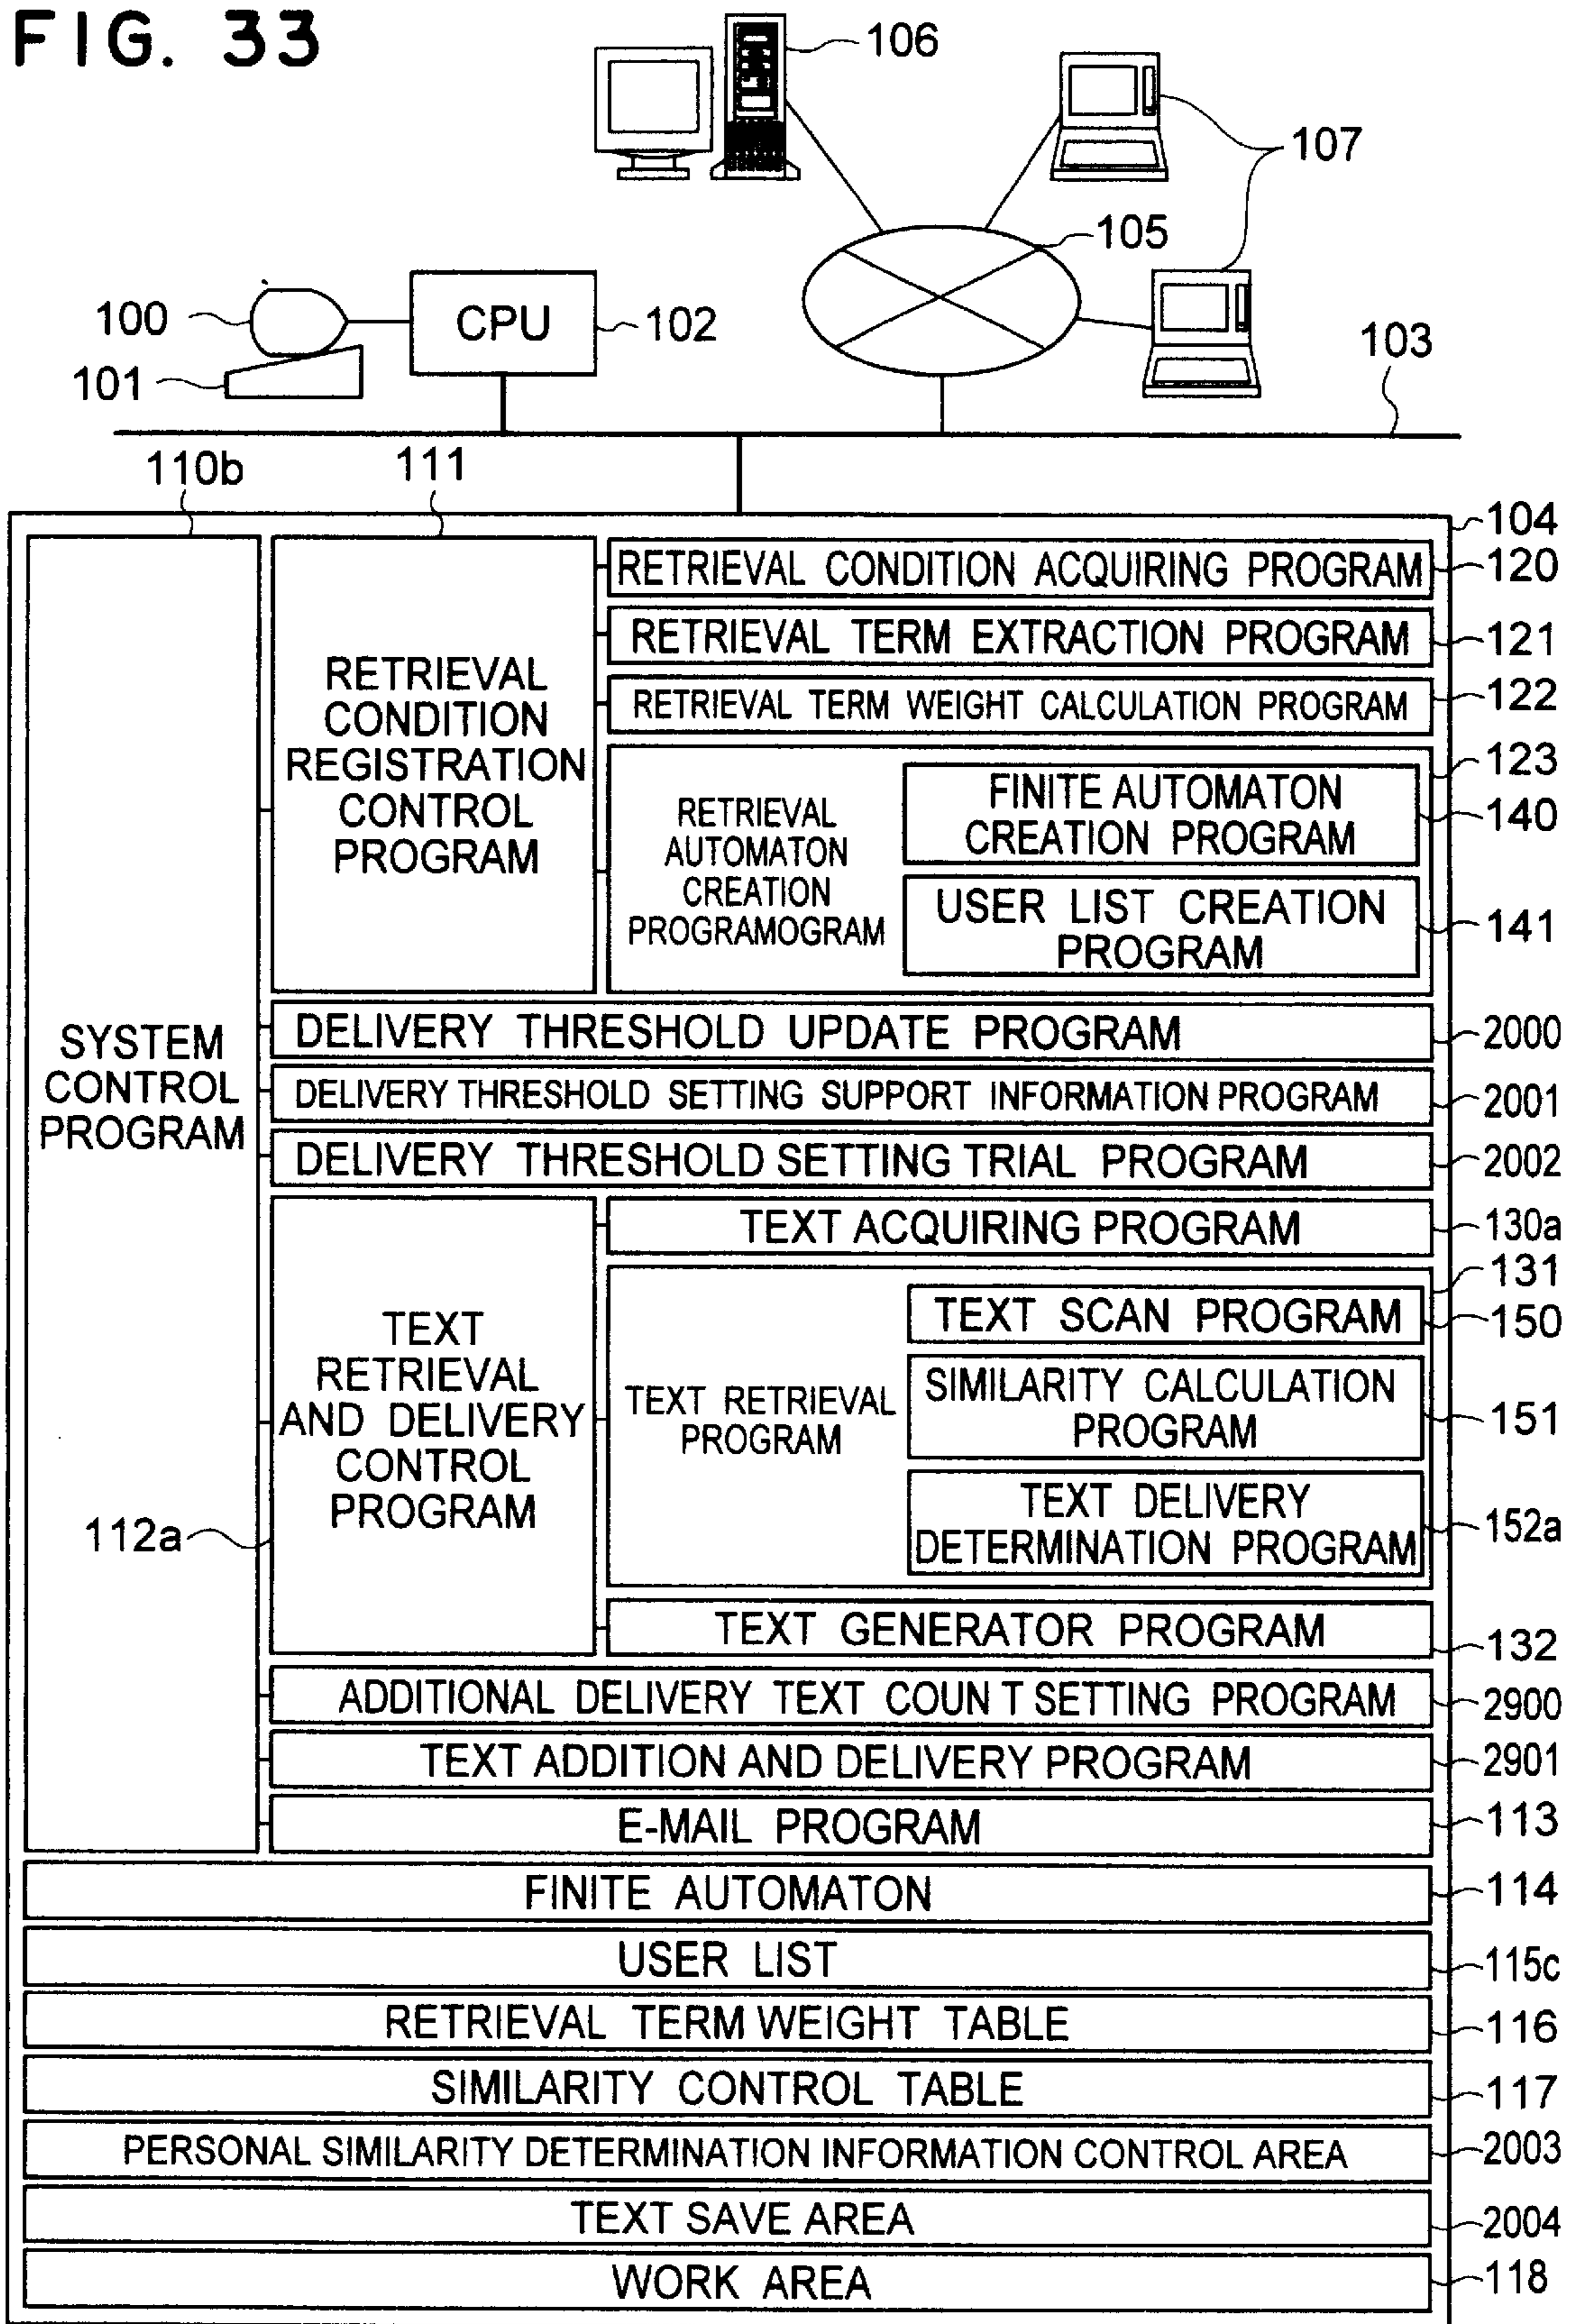 FIG. 33
106
107
105
100
CPU
102
101
103
110b
111
104
RETRIEVAL CONDITION ACQUIRING PROGRAM
120
RETRIEVAL TERM EXTRACTION PROGRAM
121
RETRIEVAL TERM WEIGHT CALCULATION PROGRAM
122
RETRIEVAL
CONDITION
REGISTRATION
CONTROL
PROGRAM
123
RETRIEVAL
AUTOMATON
CREATION
PROGRAMOGRAM
FINITE AUTOMATON
CREATION PROGRAM
140
USER LIST CREATION
PROGRAM
141
SYSTEM
CONTROL
PROGRAM
DELIVERY THRESHOLD UPDATE PROGRAM
2000
DELIVERY THRESHOLD SETTING SUPPORT INFORMATION PROGRAM
2001
DELIVERY THRESHOLD SETTING TRIAL PROGRAM
2002
TEXT ACQUIRING PROGRAM
130a
131
TEXT
RETRIEVAL
AND DELIVERY
CONTROL
PROGRAM
112a
TEXT RETRIEVAL
PROGRAM
TEXT SCAN PROGRAM
150
SIMILARITY CALCULATION
PROGRAM
151
TEXT DELIVERY
DETERMINATION PROGRAM
152a
TEXT GENERATOR PROGRAM
132
ADDITIONAL DELIVERY TEXT COUN T SETTING PROGRAM
2900
TEXT ADDITION AND DELIVERY PROGRAM
2901
E-MAIL PROGRAM
113
FINITE AUTOMATON
114
USER LIST
115c
RETRIEVAL TERM WEIGHT TABLE
116
SIMILARITY CONTROL TABLE
117
PERSONAL SIMILARITY DETERMINATION INFORMATION CONTROL AREA
2003
TEXT SAVE AREA
2004
WORK AREA
118